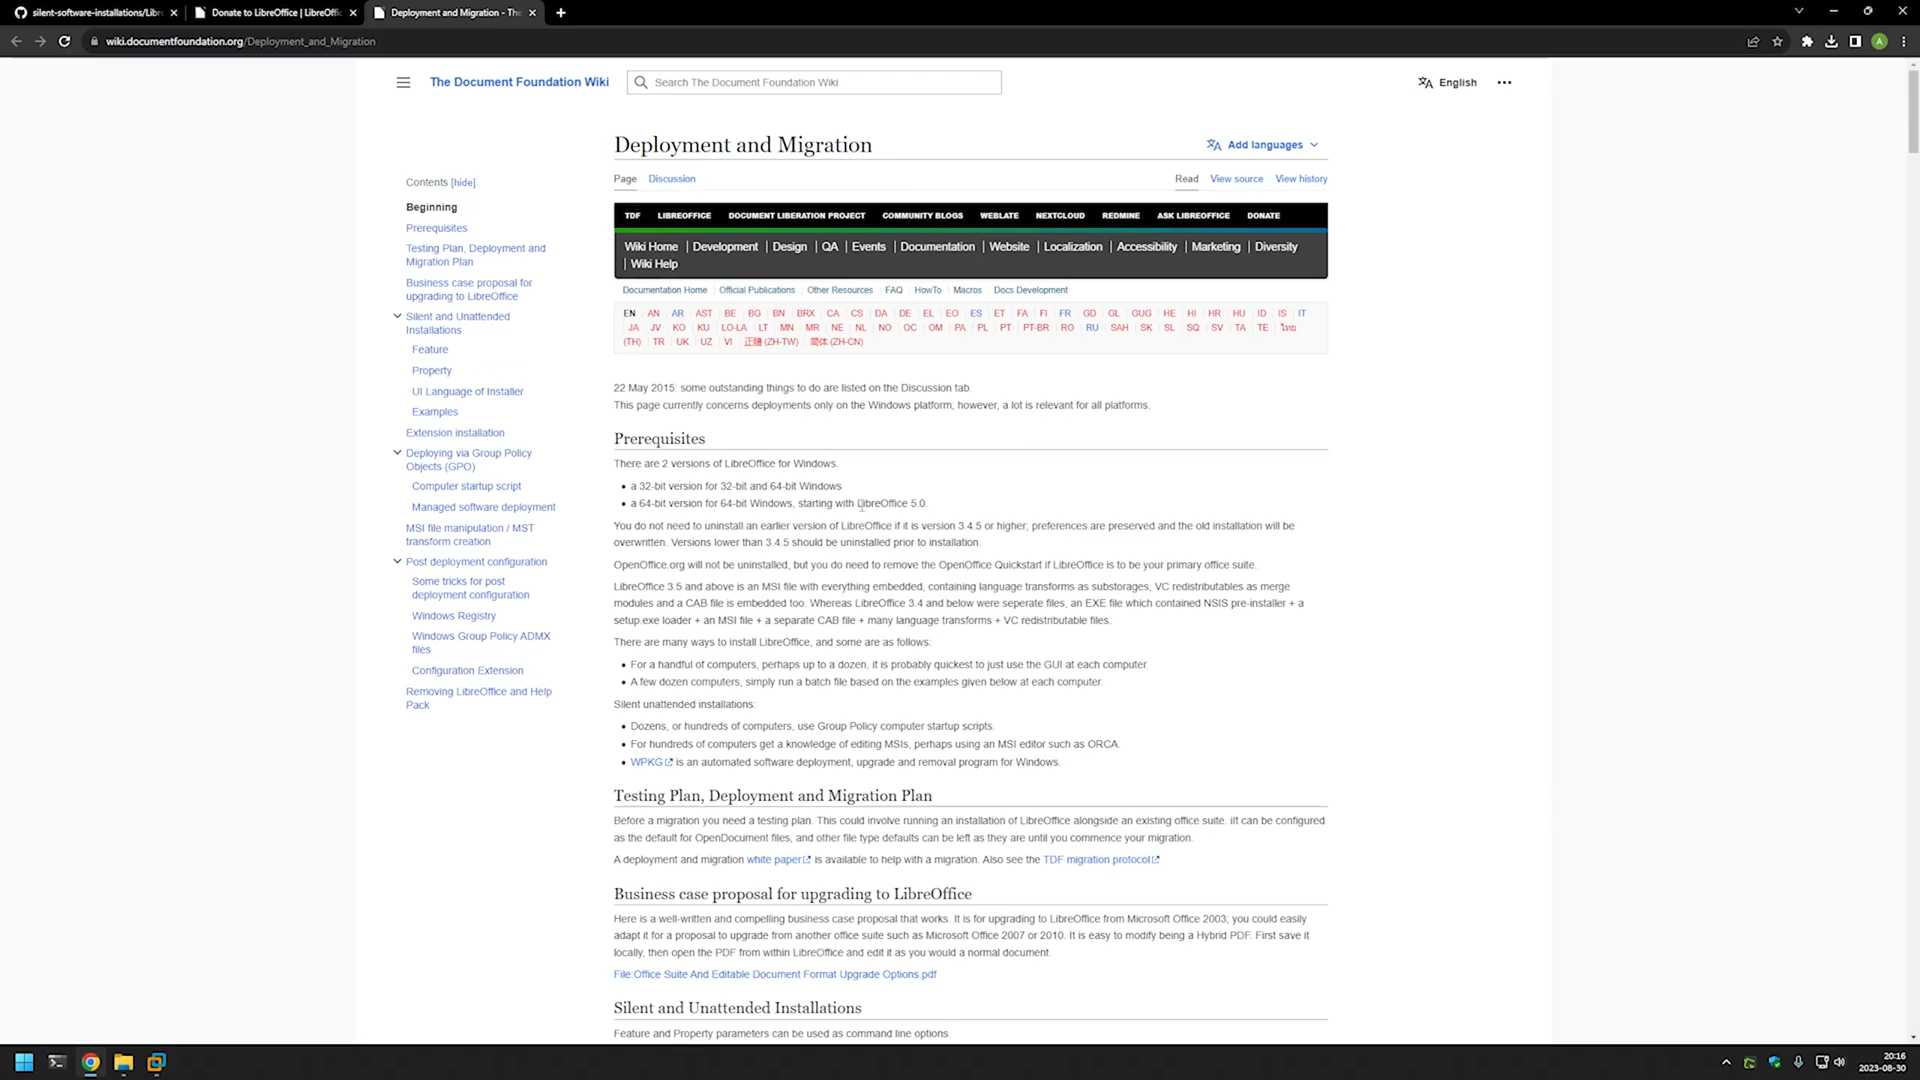 silent-software-installations/Libr
Donate to LibreOffice | LibreOffic
Deployment and Migration - The
wiki.documentfoundation.org/Deployment_and_Migration
The Document Foundation Wiki
Search The Document Foundation Wiki
English
Deployment and Migration
Add languages
Page Discussion
Read View source View history
Contents [hide]
Beginning
Prerequisites
Testing Plan, Deployment and
Migration Plan
Business case proposal for
upgrading to LibreOffice
Silent and Unattended
Installations
Feature
Property
UI Language of Installer
Examples
Extension installation
Deploying via Group Policy
Objects (GPO)
Computer startup script
Managed software deployment
MSI file manipulation / MST
transform creation
Post deployment configuration
Some tricks for post
deployment configuration
Windows Registry
Windows Group Policy ADMX
files
Configuration Extension
Removing LibreOffice and Help
Pack
TDF LIBREOFFICE DOCUMENT LIBERATION PROJECT COMMUNITY BLOGS WEBLATE NEXTCLOUD REDMINE ASK LIBREOFFICE DONATE
Wiki Home | Development | Design | QA | Events | Documentation | Website | Localization | Accessibility | Marketing | Diversity
| Wiki Help
Documentation Home Official Publications Other Resources FAQ HowTo Macros Docs Development
EN AN AR AST BE BG BN BRX CA CS DA DE EL EO ES ET FA FI FR GD GL GUG HE HI HR HU ID IS IT
JA JV KO KU LO-LA LT MN MR NE NL NO OC OM PA PL PT PT-BR RO RU SAH SK SL SQ SV TA TE ไทย
(TH) TR UK UZ VI 正體 (ZH-TW) 简体 (ZH-CN)
22 May 2015: some outstanding things to do are listed on the Discussion tab.
This page currently concerns deployments only on the Windows platform; however, a lot is relevant for all platforms.
Prerequisites
There are 2 versions of LibreOffice for Windows.
• a 32-bit version for 32-bit and 64-bit Windows
• a 64-bit version for 64-bit Windows, starting with LibreOffice 5.0.
You do not need to uninstall an earlier version of LibreOffice if it is version 3.4.5 or higher; preferences are preserved and the old installation will be
overwritten. Versions lower than 3.4.5 should be uninstalled prior to installation.
OpenOffice.org will not be uninstalled, but you do need to remove the OpenOffice Quickstart if LibreOffice is to be your primary office suite.
LibreOffice 3.5 and above is an MSI file with everything embedded, containing language transforms as substorages, VC redistributables as merge
modules and a CAB file is embedded too. Whereas LibreOffice 3.4 and below were seperate files, an EXE file which contained NSIS pre-installer + a
setup.exe loader + an MSI file + a separate CAB file + many language transforms + VC redistributable files.
There are many ways to install LibreOffice, and some are as follows:
• For a handful of computers, perhaps up to a dozen, it is probably quickest to just use the GUI at each computer.
• A few dozen computers, simply run a batch file based on the examples given below at each computer.
Silent unattended installations:
• Dozens, or hundreds of computers, use Group Policy computer startup scripts.
• For hundreds of computers get a knowledge of editing MSIs, perhaps using an MSI editor such as ORCA.
• WPKG is an automated software deployment, upgrade and removal program for Windows.
Testing Plan, Deployment and Migration Plan
Before a migration you need a testing plan. This could involve running an installation of LibreOffice alongside an existing office suite. iIt can be configured
as the default for OpenDocument files, and other file type defaults can be left as they are until you commence your migration.
A deployment and migration white paper is available to help with a migration. Also see the TDF migration protocol
Business case proposal for upgrading to LibreOffice
Here is a well-written and compelling business case proposal that works. It is for upgrading to LibreOffice from Microsoft Office 2003; you could easily
adapt it for a proposal to upgrade from another office suite such as Microsoft Office 2007 or 2010. It is easy to modify being a Hybrid PDF. First save it
locally, then open the PDF from within LibreOffice and edit it as you would a normal document.
File:Office Suite And Editable Document Format Upgrade Options.pdf
Silent and Unattended Installations
Feature and Property parameters can be used as command line options.
A
20:16
2023-08-30